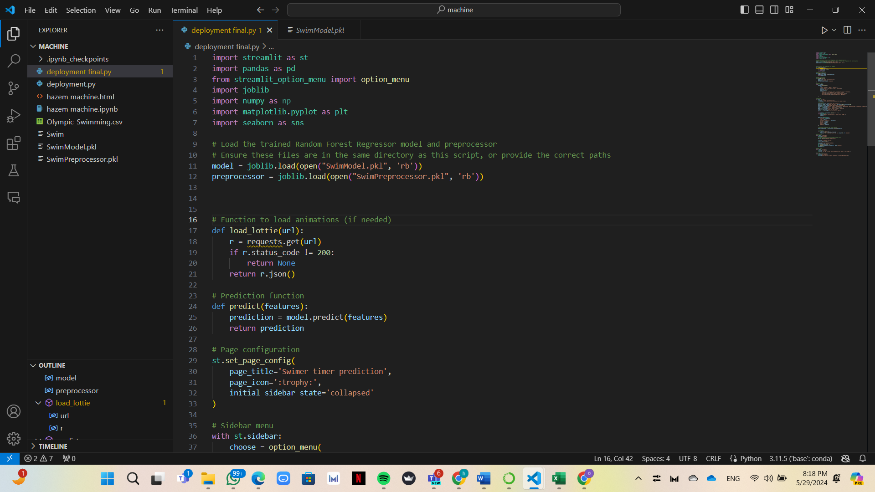 File Edit Selection View Go Run Terminal Help
machine
EXPLORER
MACHINE
.ipynb_checkpoints
deployment final.py 1
deployment.py
hazem machine.html
hazem machine.ipynb
Olympic Swimming.csv
Swim
SwimModel.pkl
SwimPreprocessor.pkl
OUTLINE
model
preprocessor
load_lottie 1
url
r
TIMELINE
deployment final.py 1
SwimModel.pkl
deployment final.py > ...
1 import streamlit as st
2 import pandas as pd
3 from streamlit_option_menu import option_menu
4 import joblib
5 import numpy as np
6 import matplotlib.pyplot as plt
7 import seaborn as sns
8
9 # Load the trained Random Forest Regressor model and preprocessor
10 # Ensure these files are in the same directory as this script, or provide the correct paths
11 model = joblib.load(open("SwimModel.pkl", 'rb'))
12 preprocessor = joblib.load(open("SwimPreprocessor.pkl", 'rb'))
13
14
15
16 # Function to load animations (if needed)
17 def load_lottie(url):
18 r = requests.get(url)
19 if r.status_code != 200:
20 return None
21 return r.json()
22
23 # Prediction function
24 def predict(features):
25 prediction = model.predict(features)
26 return prediction
27
28 # Page configuration
29 st.set_page_config(
30 page_title='Swimer timer prediction',
31 page_icon=':trophy:',
32 initial_sidebar_state='collapsed'
33 )
34
35 # Sidebar menu
36 with st.sidebar:
37 choose = option_menu(
2 7 0
Ln 16, Col 42 Spaces: 4 UTF-8 CRLF Python 3.11.5 ('base': conda)
1
1
99+
6
ENG
8:18 PM
5/29/2024